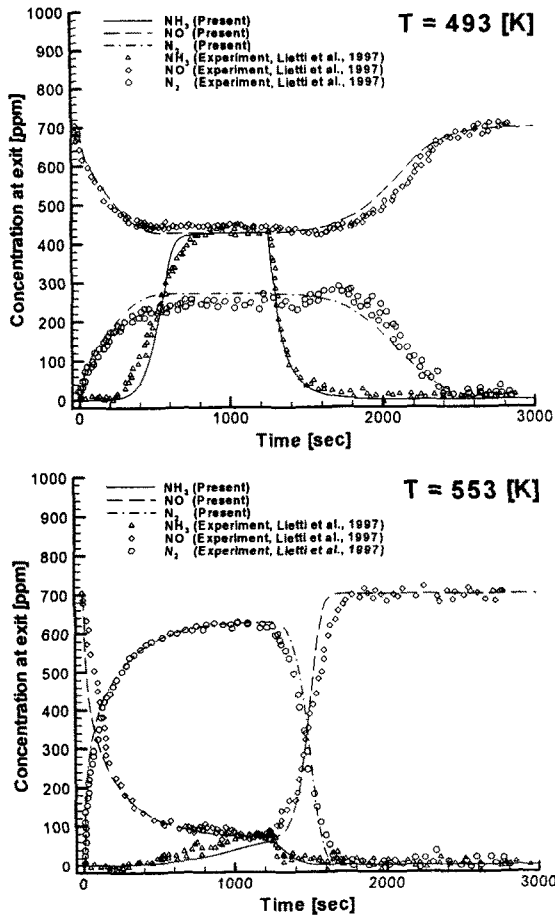 1000
900
800
700
600
500
400
300
200
100
0
Concentration at exit [ppm]
NH3 (Present)
NO (Present)
N2 (Present)
NH3 (Experiment, Lietti et al., 1997)
NO (Experiment, Lietti et al., 1997)
N2 (Experiment, Lietti et al., 1997)
T = 493 [K]
0 1000 2000 3000
Time [sec]
1000
900
800
700
600
500
400
300
200
100
0
Concentration at exit [ppm]
NH3 (Present)
NO (Present)
N2 (Present)
NH3 (Experiment, Lietti et al., 1997)
NO (Experiment, Lietti et al., 1997)
N2 (Experiment, Lietti et al., 1997)
T = 553 [K]
0 1000 2000 3000
Time [sec]